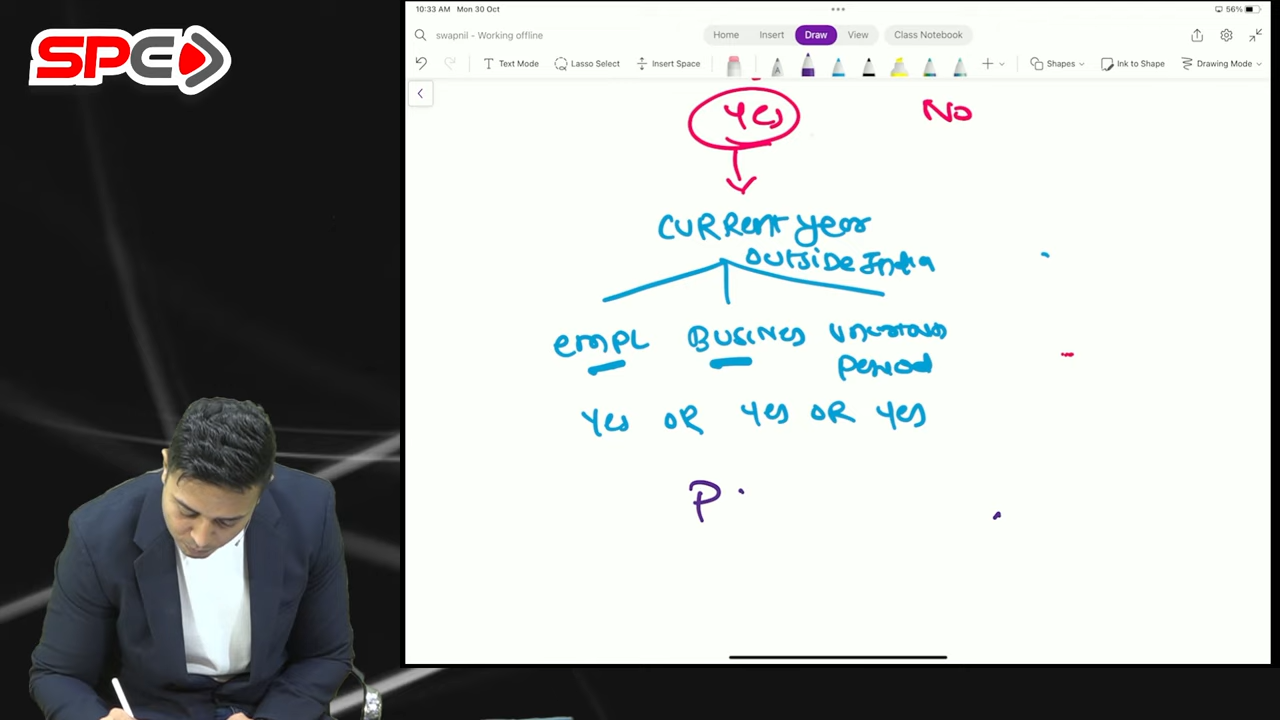 SPED
10:33 AM Mon 30 Oct
56%
swapnil - Working offline
Home Insert Draw View Class Notebook
Text Mode Lasso Select Insert Space Shapes Ink to Shape Drawing Mode
Yes No
CURRent year
outside India
empl Busines
Period
Yes OR Yes OR Yes
P